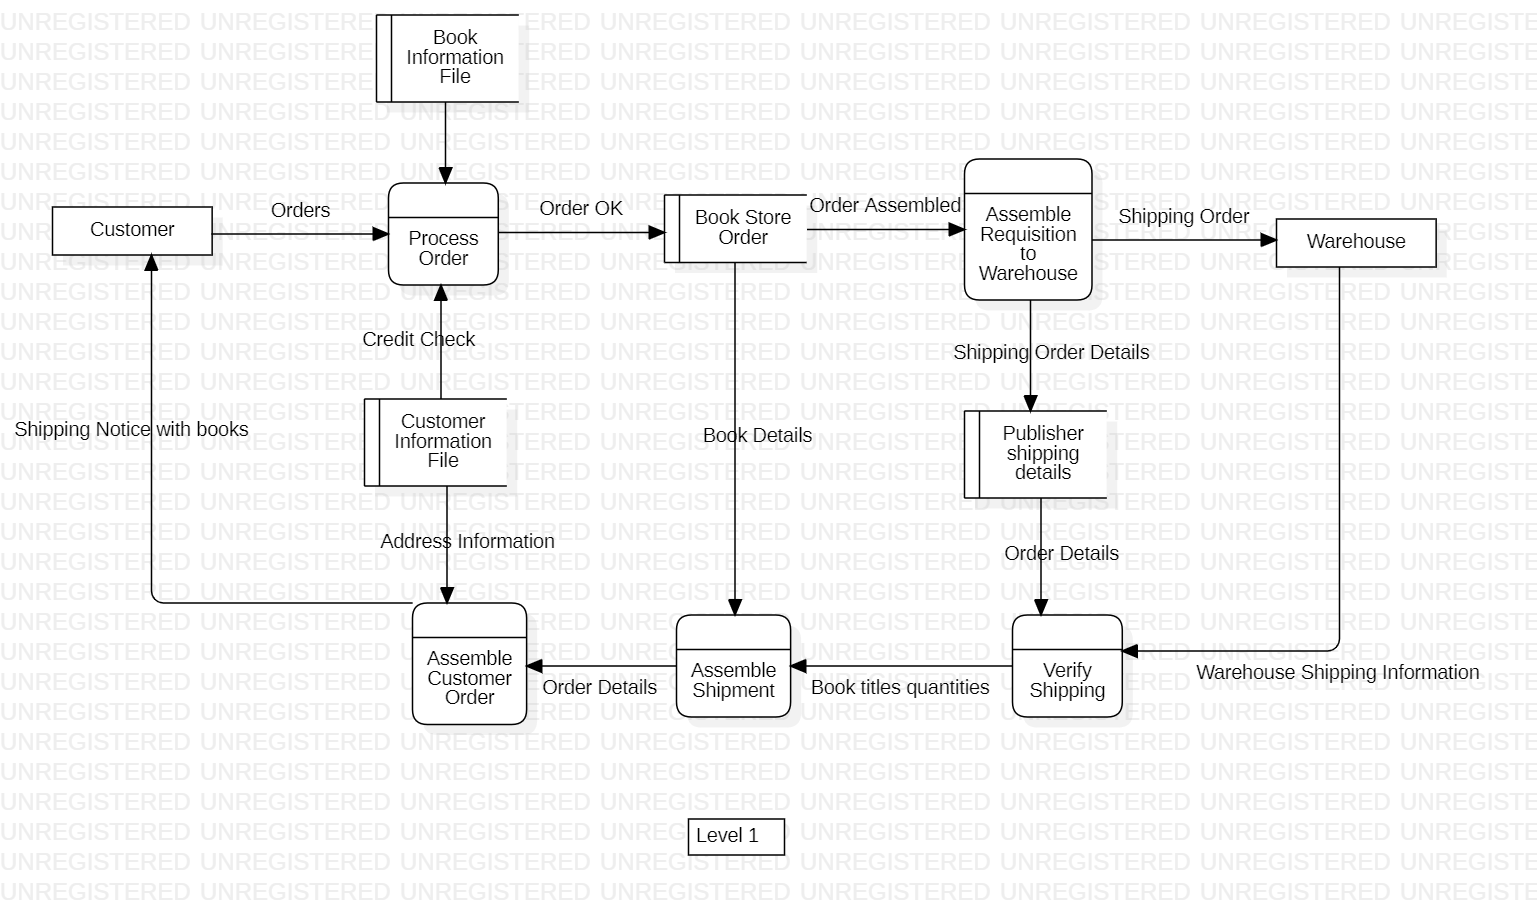 Book
Information
File
Customer
Orders
Process
Order
Order OK
Book Store
Order
Order Assembled
Assemble
Requisition
to
Warehouse
Shipping Order
Warehouse
Credit Check
Shipping Order Details
Shipping Notice with books
Customer
Information
File
Book Details
Publisher
shipping
details
Address Information
Order Details
Assemble
Customer
Order
Order Details
Assemble
Shipment
Book titles quantities
Verify
Shipping
Warehouse Shipping Information
Level 1
UNREGISTERED